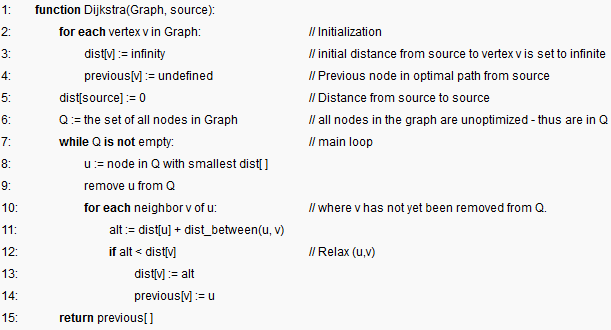 1: function Dijkstra(Graph, source):
2: for each vertex v in Graph: // Initialization
3: dist[v] := infinity // initial distance from source to vertex v is set to infinite
4: previous[v] := undefined // Previous node in optimal path from source
5: dist[source] := 0 // Distance from source to source
6: Q := the set of all nodes in Graph // all nodes in the graph are unoptimized - thus are in Q
7: while Q is not empty: // main loop
8: u := node in Q with smallest dist[ ]
9: remove u from Q
10: for each neighbor v of u: // where v has not yet been removed from Q.
11: alt := dist[u] + dist_between(u, v)
12: if alt < dist[v] // Relax (u,v)
13: dist[v] := alt
14: previous[v] := u
15: return previous[ ]